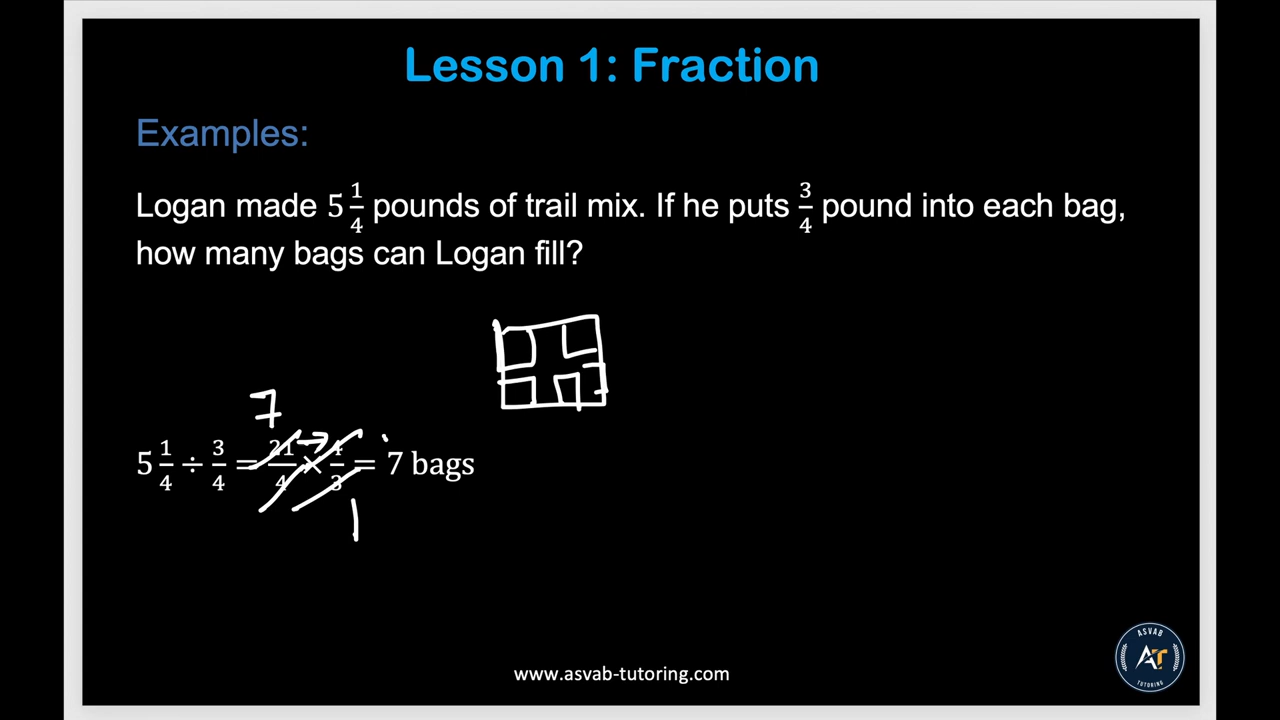 Lesson 1: Fraction
Examples:
Logan made 5 1/4 pounds of trail mix. If he puts 3/4 pound into each bag,
how many bags can Logan fill?
7
5 1/4 ÷ 3/4 = 21/4 × 4/3 = 7 bags
1
ASVAB
AT
TUTORING
www.asvab-tutoring.com